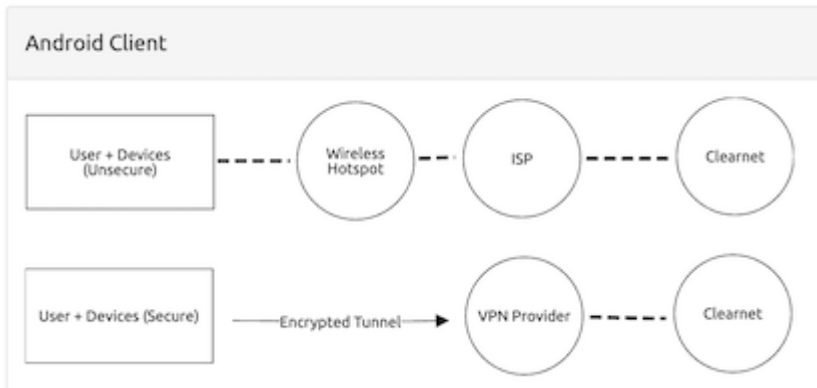 Android Client
User + Devices
(Unsecure)
Wireless
Hotspot
ISP
Clearnet
User + Devices (Secure)
Encrypted Tunnel
VPN Provider
Clearnet